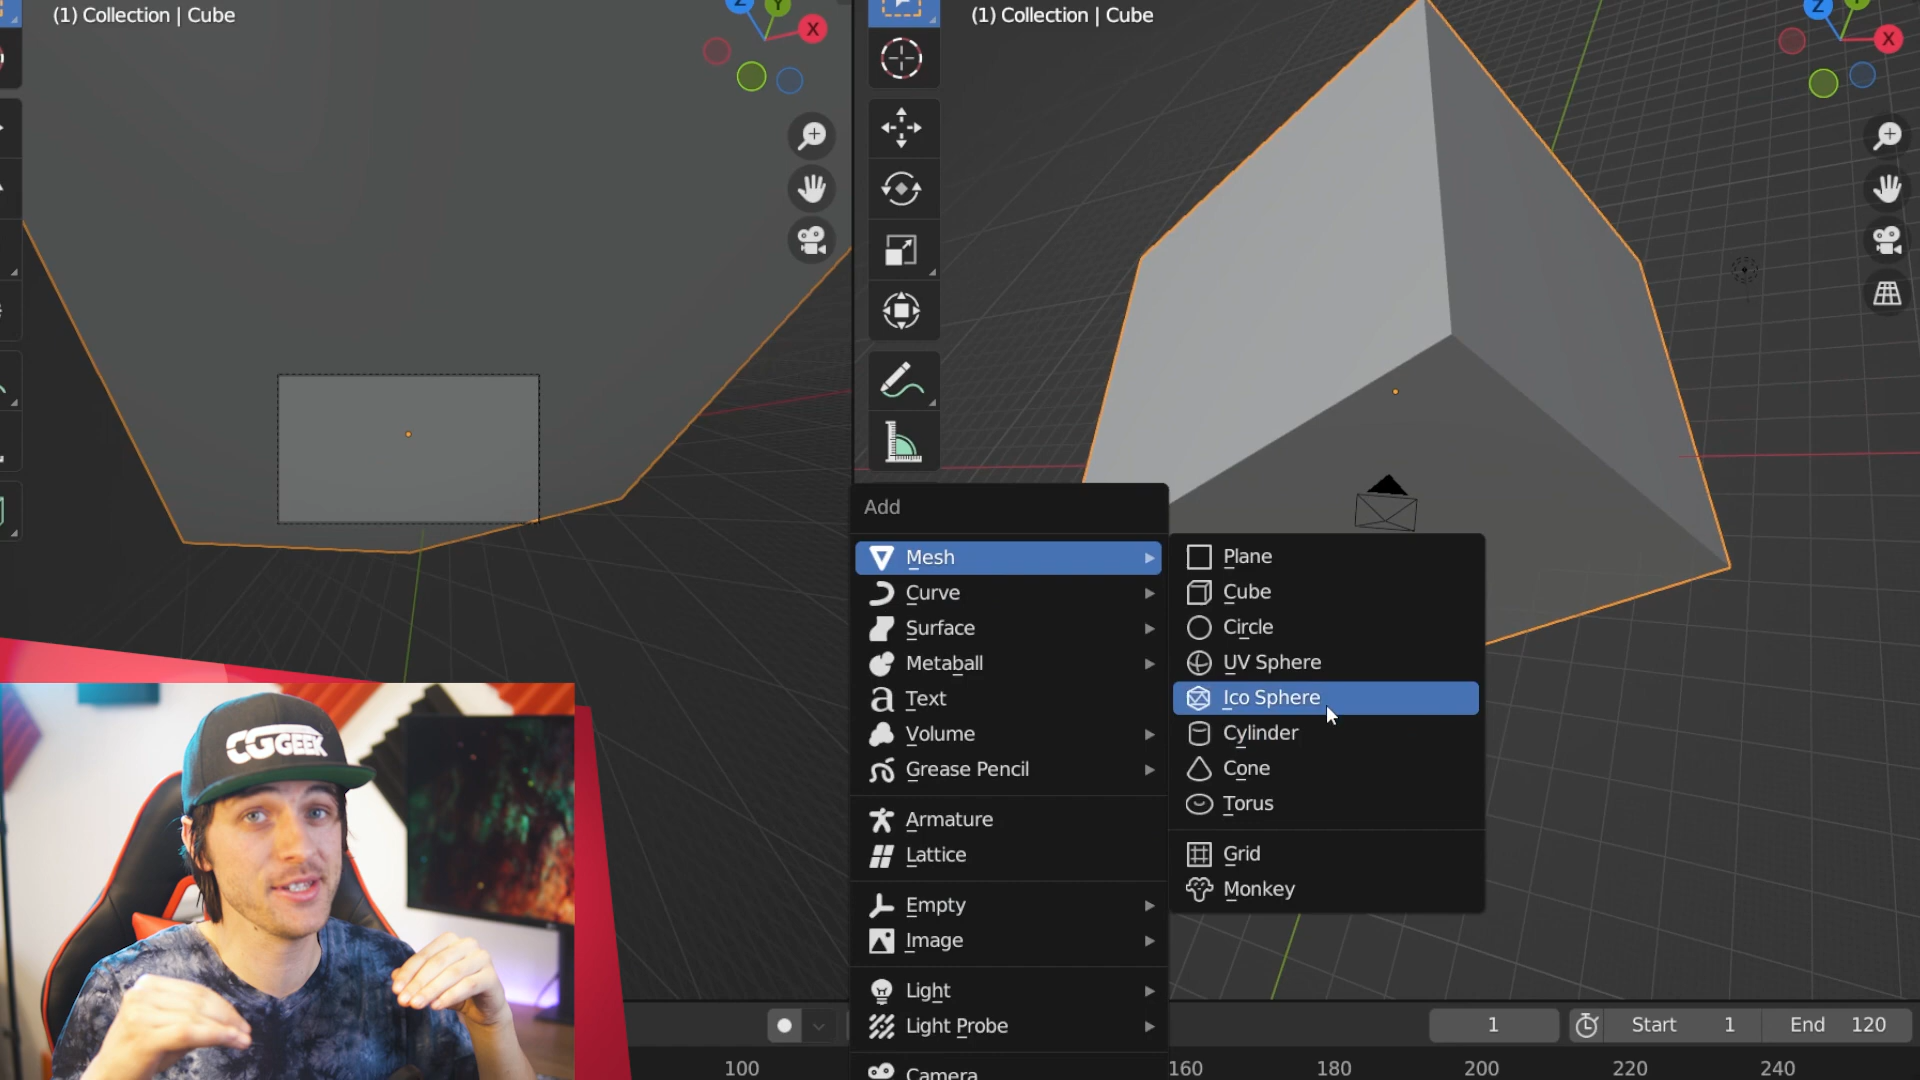 (1) Collection | Cube
Z
Y
X
(1) Collection | Cube
Z
Y
X
Add
Mesh
Curve
Surface
Metaball
Text
Volume
Grease Pencil
Armature
Lattice
Empty
Image
Light
Light Probe
Camera
Plane
Cube
Circle
UV Sphere
Ico Sphere
Cylinder
Cone
Torus
Grid
Monkey
CGGEEK
1
Start 1
End 120
100
160
180
200
220
240